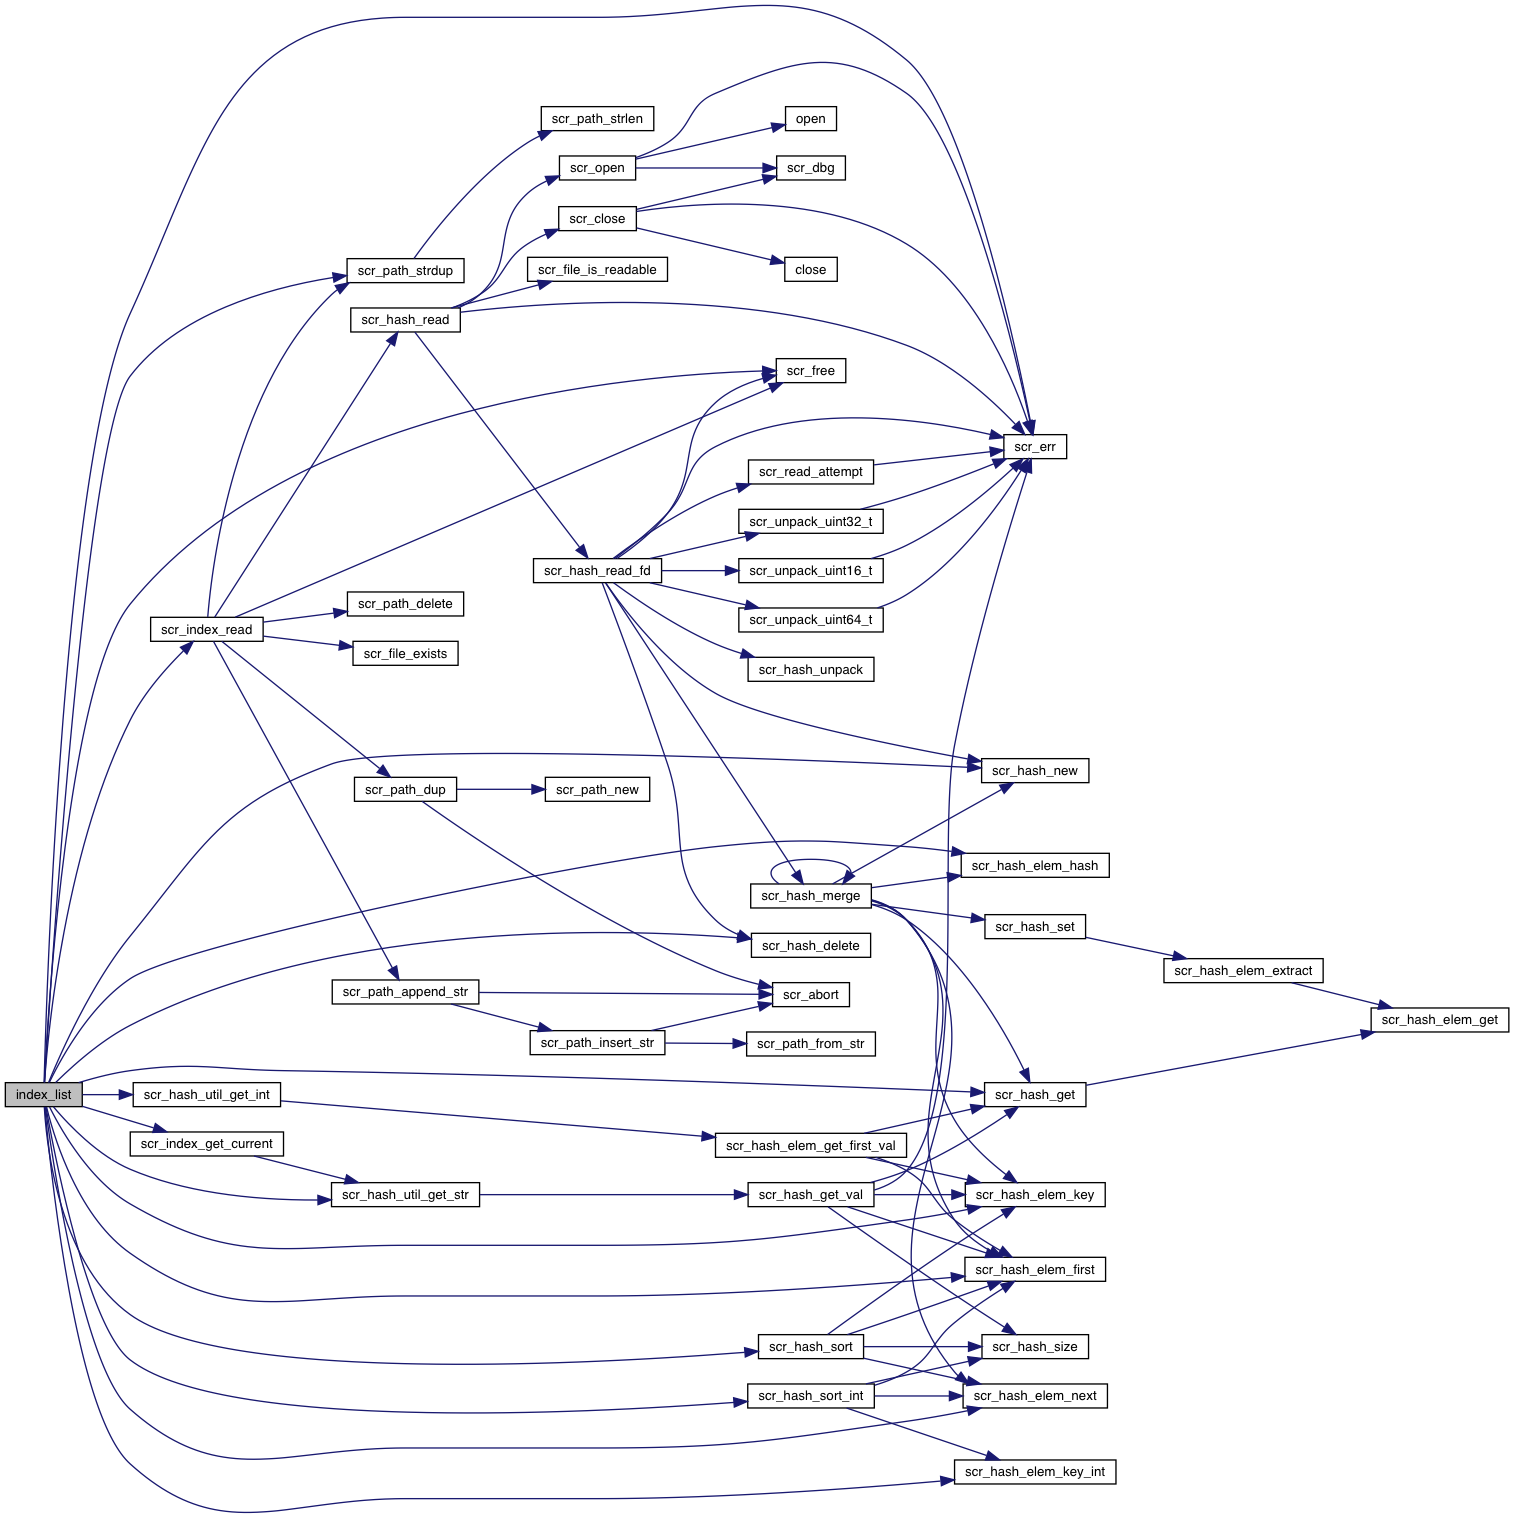 scr_path_strlen
open
scr_open
scr_dbg
scr_close
scr_path_strdup
scr_file_is_readable
close
scr_hash_read
scr_free
scr_err
scr_read_attempt
scr_unpack_uint32_t
scr_hash_read_fd
scr_unpack_uint16_t
scr_path_delete
scr_unpack_uint64_t
scr_index_read
scr_file_exists
scr_hash_unpack
scr_hash_new
scr_path_dup
scr_path_new
scr_hash_elem_hash
scr_hash_merge
scr_hash_set
scr_hash_delete
scr_hash_elem_extract
scr_path_append_str
scr_abort
scr_hash_elem_get
scr_path_insert_str
scr_path_from_str
index_list
scr_hash_util_get_int
scr_hash_get
scr_index_get_current
scr_hash_elem_get_first_val
scr_hash_util_get_str
scr_hash_get_val
scr_hash_elem_key
scr_hash_elem_first
scr_hash_sort
scr_hash_size
scr_hash_sort_int
scr_hash_elem_next
scr_hash_elem_key_int